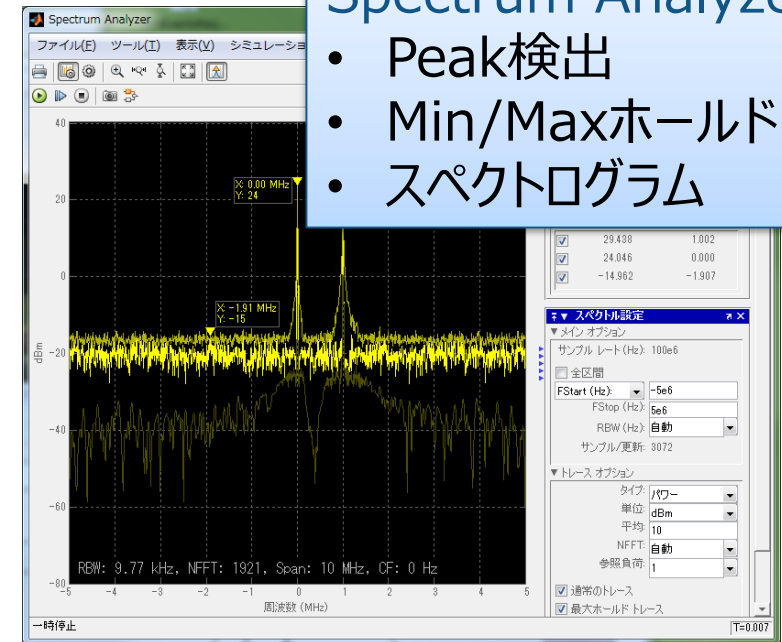 Spectrum Analyzer
ファイル(F) ツール(T) 表示(V) シミュレーショ
Spectrum Analyze
• Peak検出
• Min/Maxホールド
• スペクトログラム
40
20
0
-20
-40
-60
-80
dBm
X: 0.00 MHz
Y: 24
X: -1.91 MHz
Y: -15
RBW: 9.77 kHz, NFFT: 1921, Span: 10 MHz, CF: 0 Hz
-5 -4 -3 -2 -1 0 1 2 3 4 5
周波数 (MHz)
29.438 1.002
24.046 0.000
-14.962 -1.907
スペクトル設定
メイン オプション
サンプル レート (Hz): 100e6
全区間
FStart (Hz): -5e6
FStop (Hz): 5e6
RBW (Hz): 自動
サンプル/更新: 3072
トレース オプション
タイプ: パワー
単位: dBm
平均: 10
NFFT: 自動
参照負荷: 1
通常のトレース
最大ホールド トレース
一時停止
T=0.007